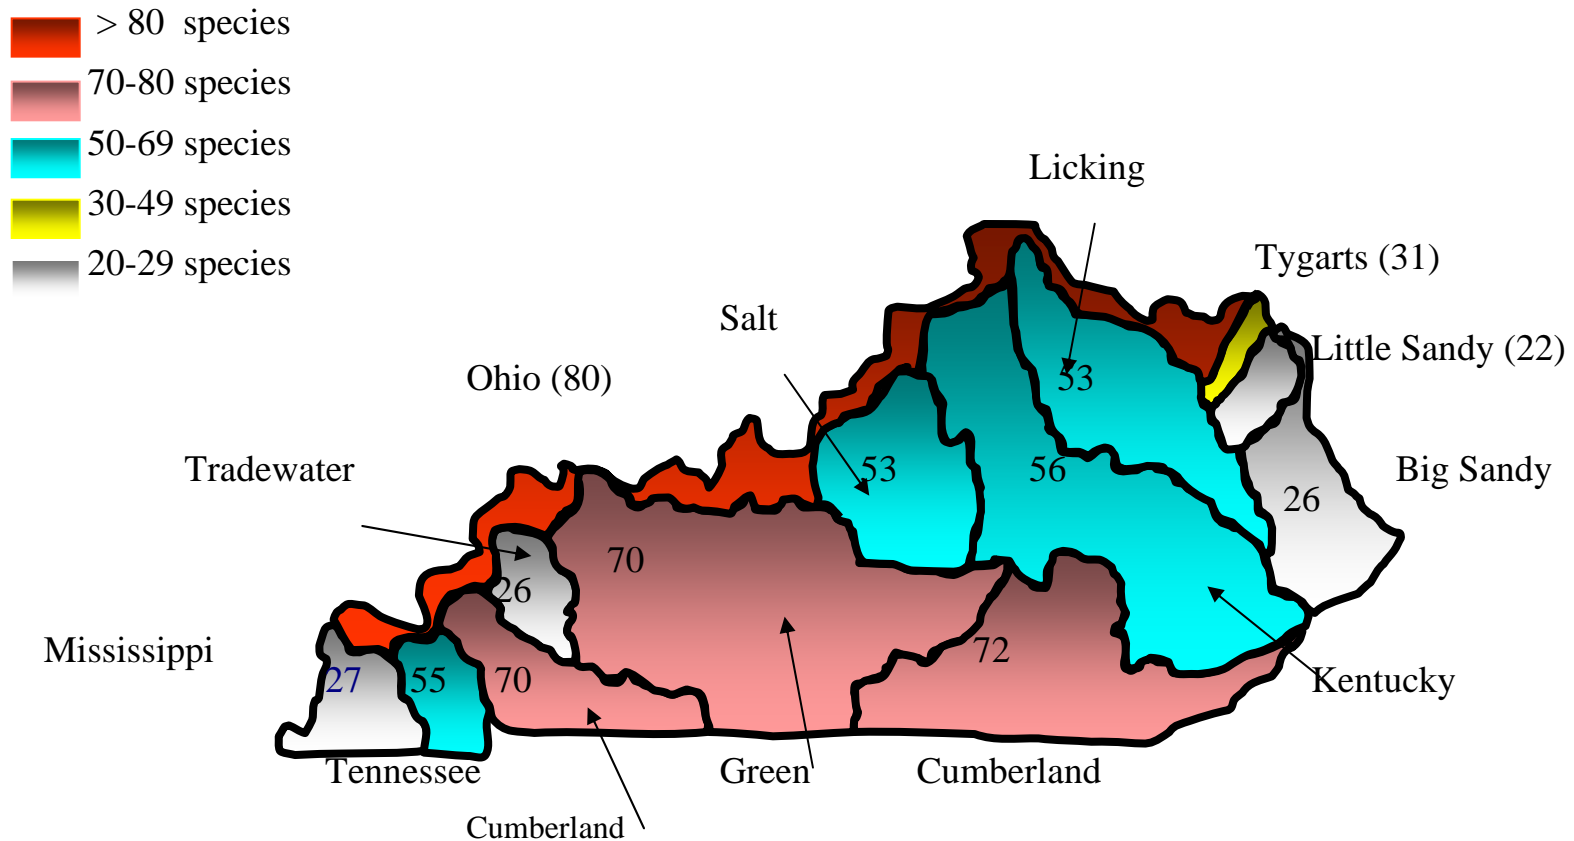 > 80 species
70-80 species
50-69 species
30-49 species
20-29 species
Licking
Tygarts (31)
Salt
Little Sandy (22)
Ohio (80)
53
Tradewater
53
56
Big Sandy
26
70
26
Mississippi
72
27
55
70
Kentucky
Tennessee
Green
Cumberland
Cumberland